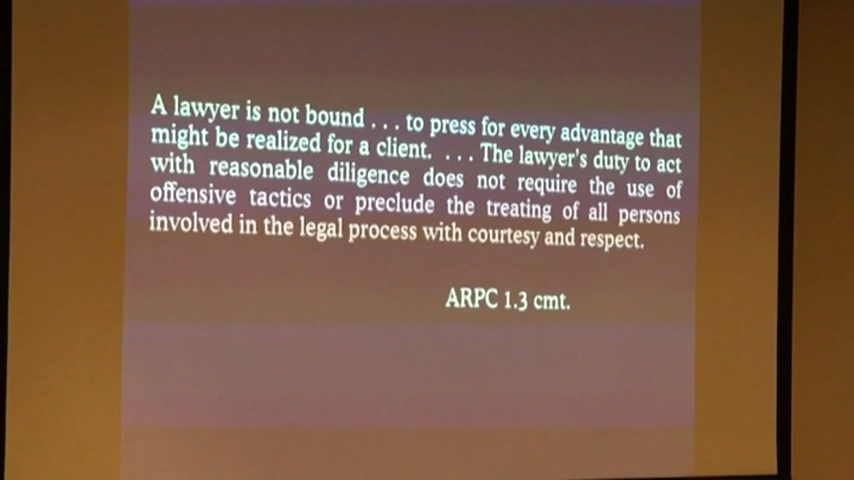 A lawyer is not bound . . . to press for every advantage that
might be realized for a client. . . . The lawyer's duty to act
with reasonable diligence does not require the use of
offensive tactics or preclude the treating of all persons
involved in the legal process with courtesy and respect.
ARPC 1.3 cmt.